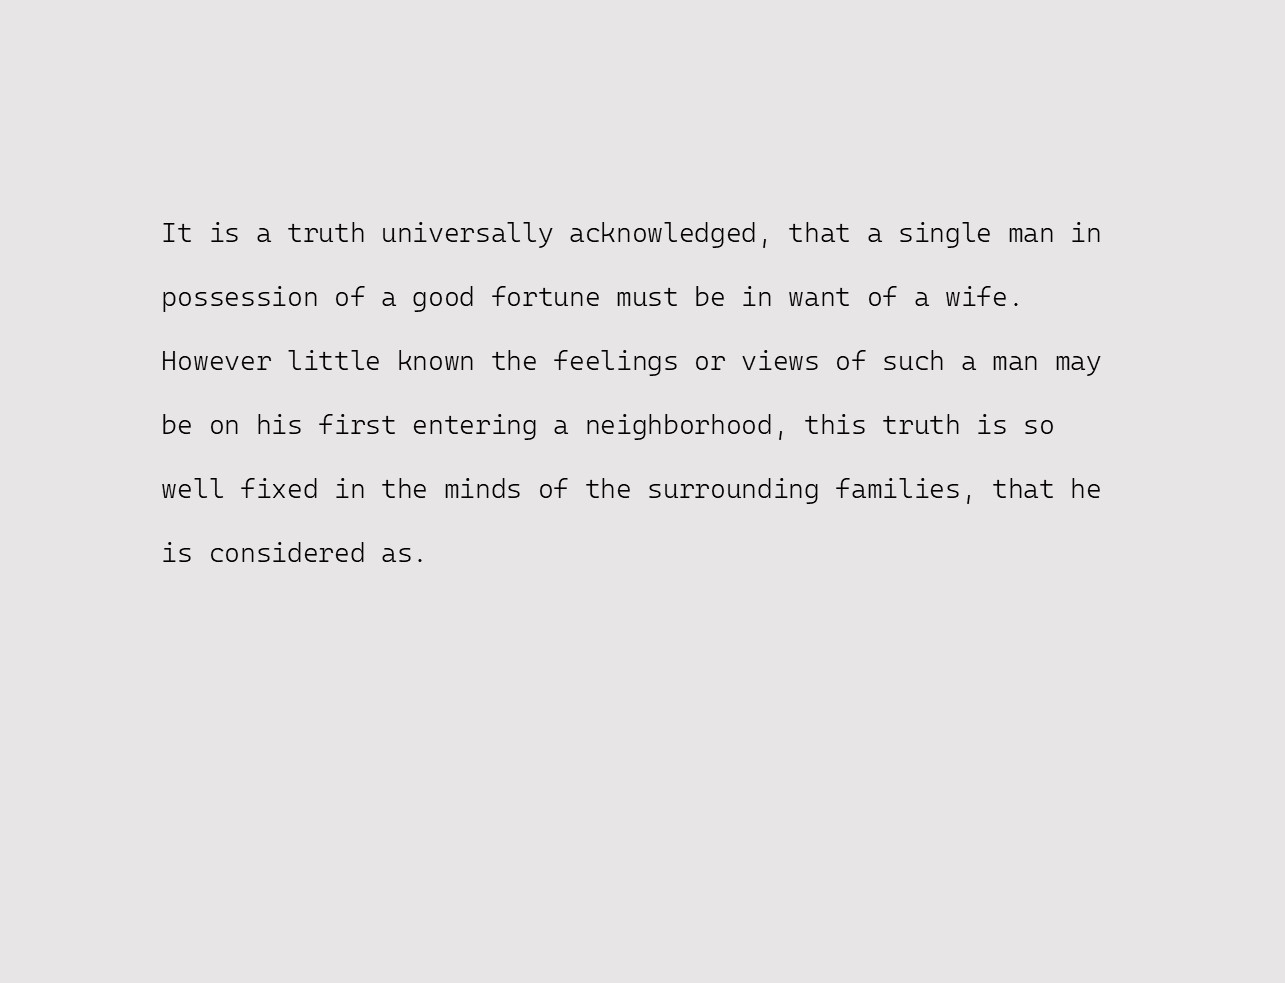 It is a truth universally acknowledged, that a single man in
possession of a good fortune must be in want of a wife.
However little known the feelings or views of such a man may
be on his first entering a neighborhood, this truth is so
well fixed in the minds of the surrounding families, that he
is considered as.